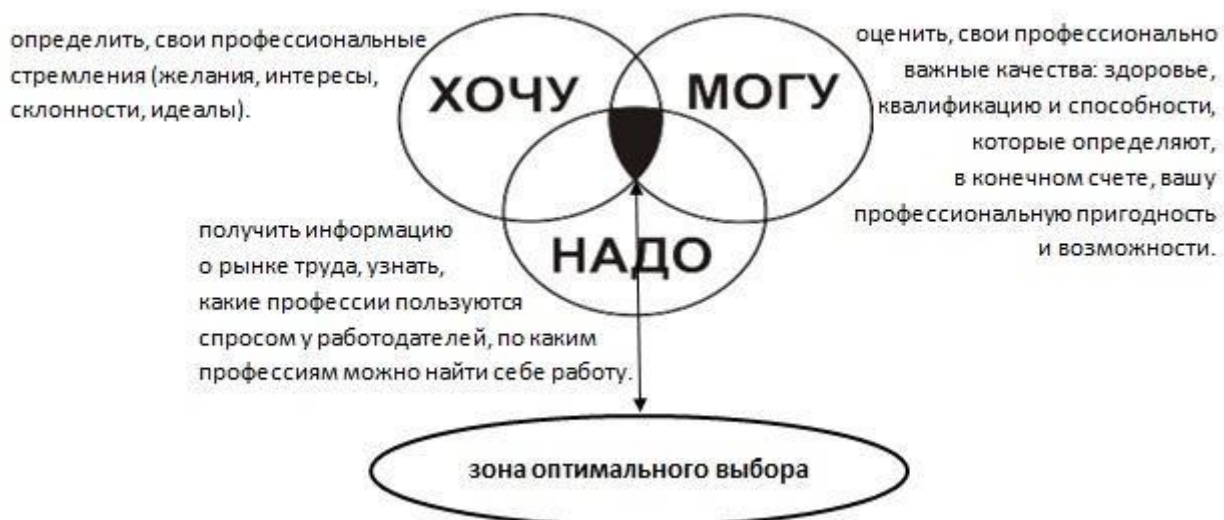 определить, свои профессиональные
стремления (желания, интересы,
склонности, идеалы).
ХОЧУ
МОГУ
оценить, свои профессионально
важные качества: здоровье,
квалификацию и способности,
которые определяют,
в конечном счете, вашу
профессиональную пригодность
и возможности.
получить информацию
о рынке труда, узнать,
какие профессии пользуются
спросом у работодателей, по каким
профессиям можно найти себе работу.
НАДО
зона оптимального выбора